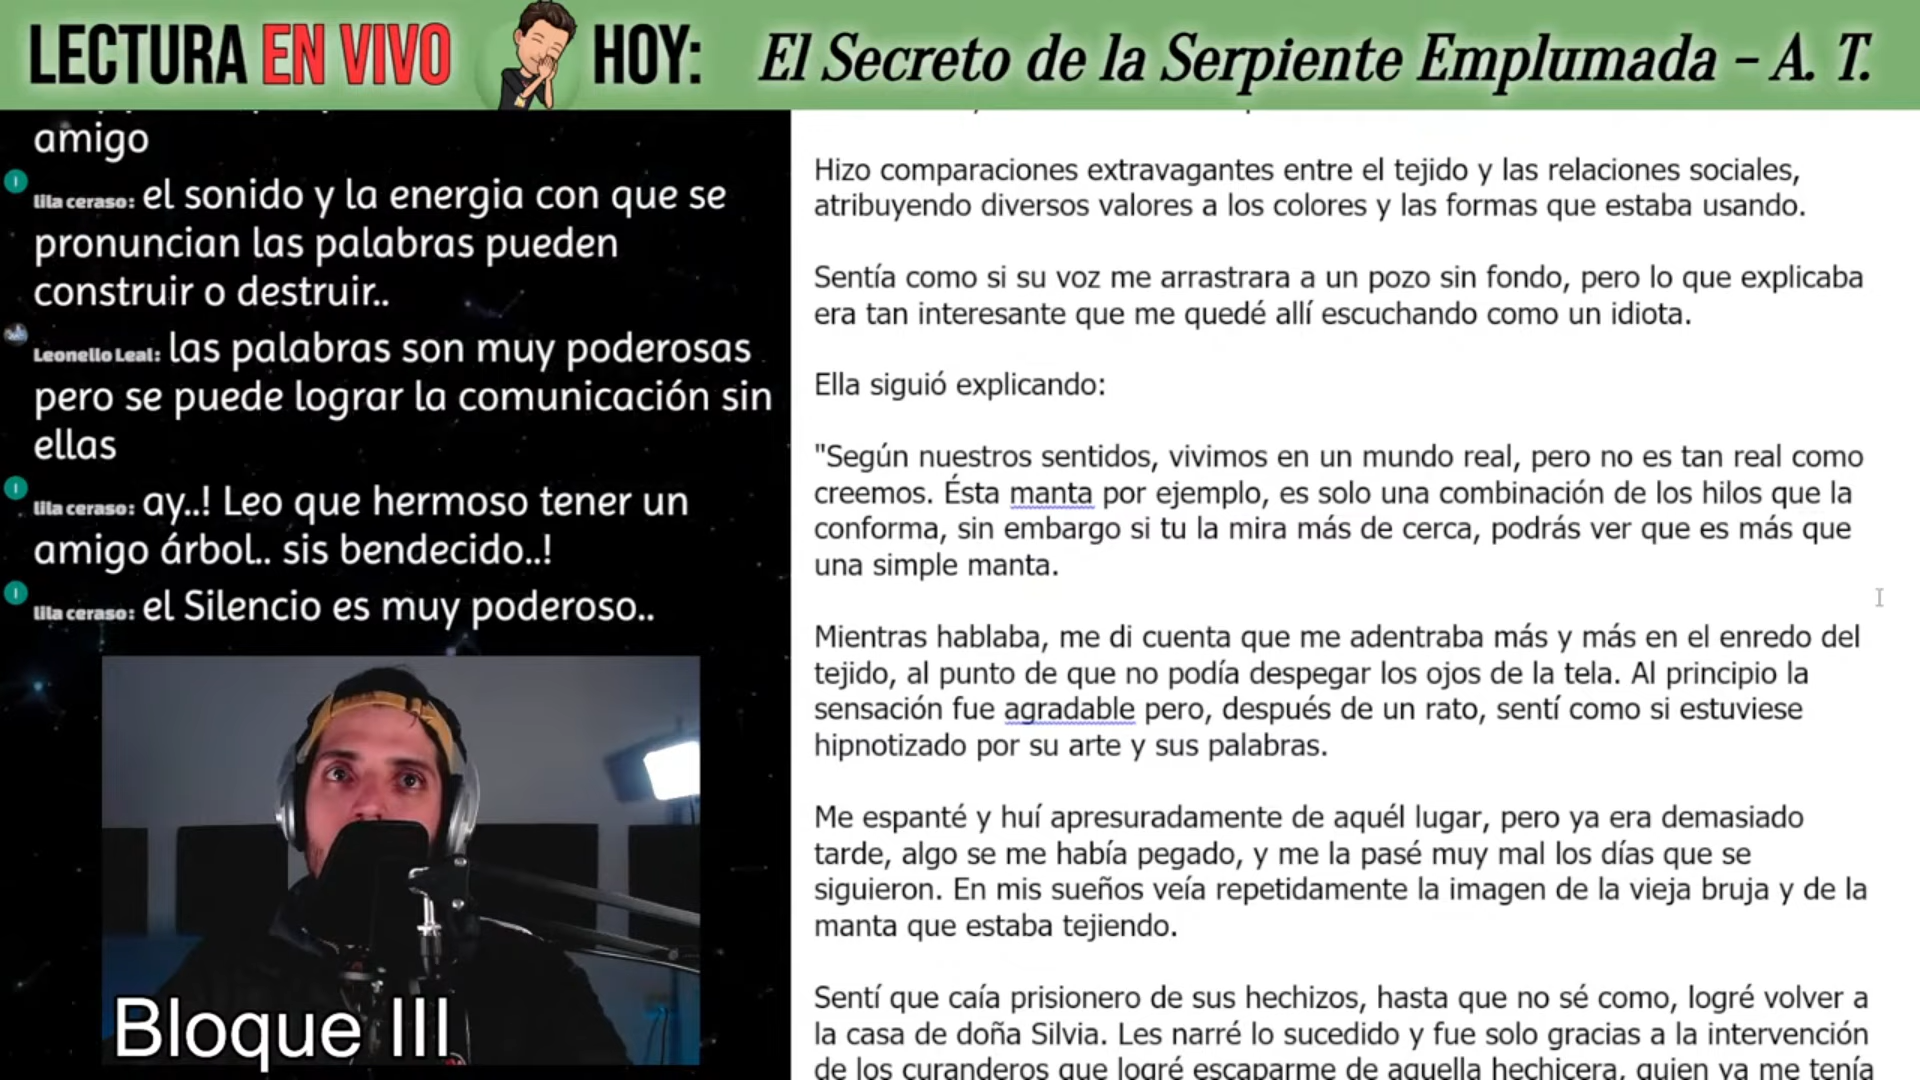 LECTURA EN VIVO HOY: El Secreto de la Serpiente Emplumada - A. T.
amigo
lila ceraso: el sonido y la energia con que se
pronuncian las palabras pueden
construir o destruir..
Leonello Leal: las palabras son muy poderosas
pero se puede lograr la comunicación sin
ellas
lila ceraso: ay..! Leo que hermoso tener un
amigo árbol.. sis bendecido..!
lila ceraso: el Silencio es muy poderoso..
Bloque III
Hizo comparaciones extravagantes entre el tejido y las relaciones sociales,
atribuyendo diversos valores a los colores y las formas que estaba usando.
Sentía como si su voz me arrastrara a un pozo sin fondo, pero lo que explicaba
era tan interesante que me quedé allí escuchando como un idiota.
Ella siguió explicando:
"Según nuestros sentidos, vivimos en un mundo real, pero no es tan real como
creemos. Ésta manta por ejemplo, es solo una combinación de los hilos que la
conforma, sin embargo si tu la mira más de cerca, podrás ver que es más que
una simple manta.
Mientras hablaba, me di cuenta que me adentraba más y más en el enredo del
tejido, al punto de que no podía despegar los ojos de la tela. Al principio la
sensación fue agradable pero, después de un rato, sentí como si estuviese
hipnotizado por su arte y sus palabras.
Me espanté y huí apresuradamente de aquél lugar, pero ya era demasiado
tarde, algo se me había pegado, y me la pasé muy mal los días que se
siguieron. En mis sueños veía repetidamente la imagen de la vieja bruja y de la
manta que estaba tejiendo.
Sentí que caía prisionero de sus hechizos, hasta que no sé como, logré volver a
la casa de doña Silvia. Les narré lo sucedido y fue solo gracias a la intervención
de los curanderos que logré escaparme de aquella hechicera, quien ya me tenía